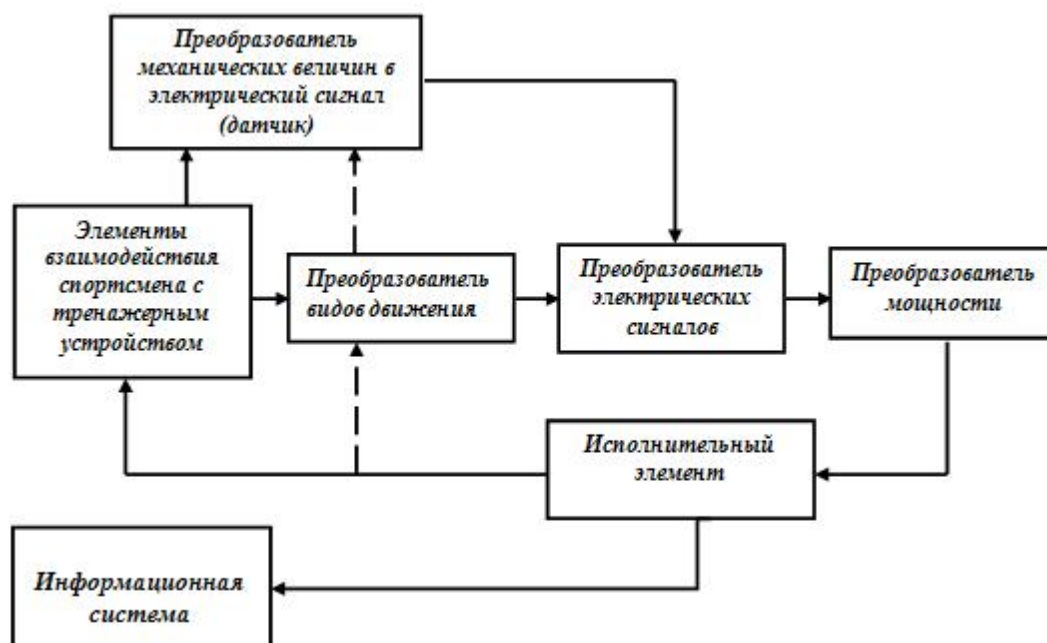 Преобразователь
механических величин в
электрический сигнал
(датчик)
Элементы
взаимодействия
спортсмена с
тренажерным
устройством
Преобразователь
видов движения
Преобразователь
электрических
сигналов
Преобразователь
мощности
Исполнительный
элемент
Информационная
система